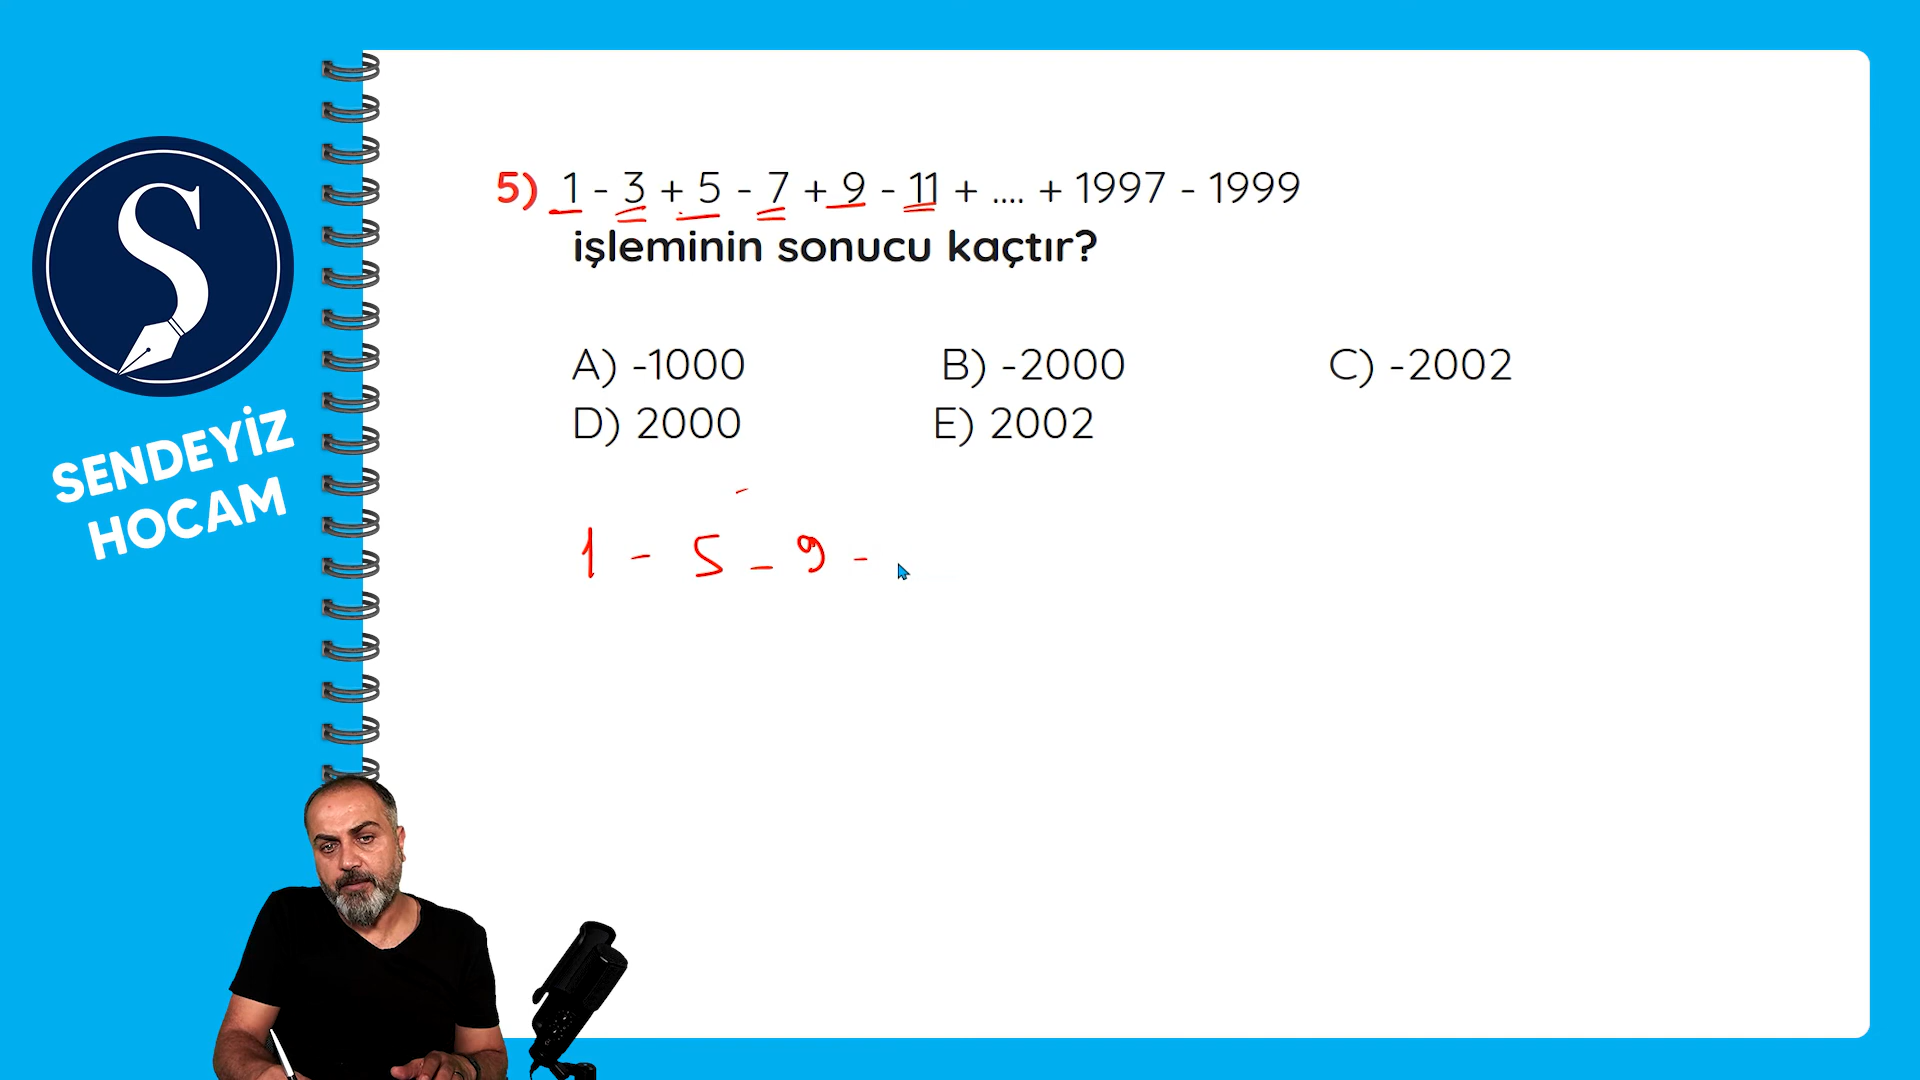 5) 1 - 3 + 5 - 7 + 9 - 11 + .... + 1997 - 1999
işleminin sonucu kaçtır?
A) -1000 B) -2000 C) -2002
D) 2000 E) 2002
1 - 5 - 9 -
S
SENDEYİZ
HOCAM